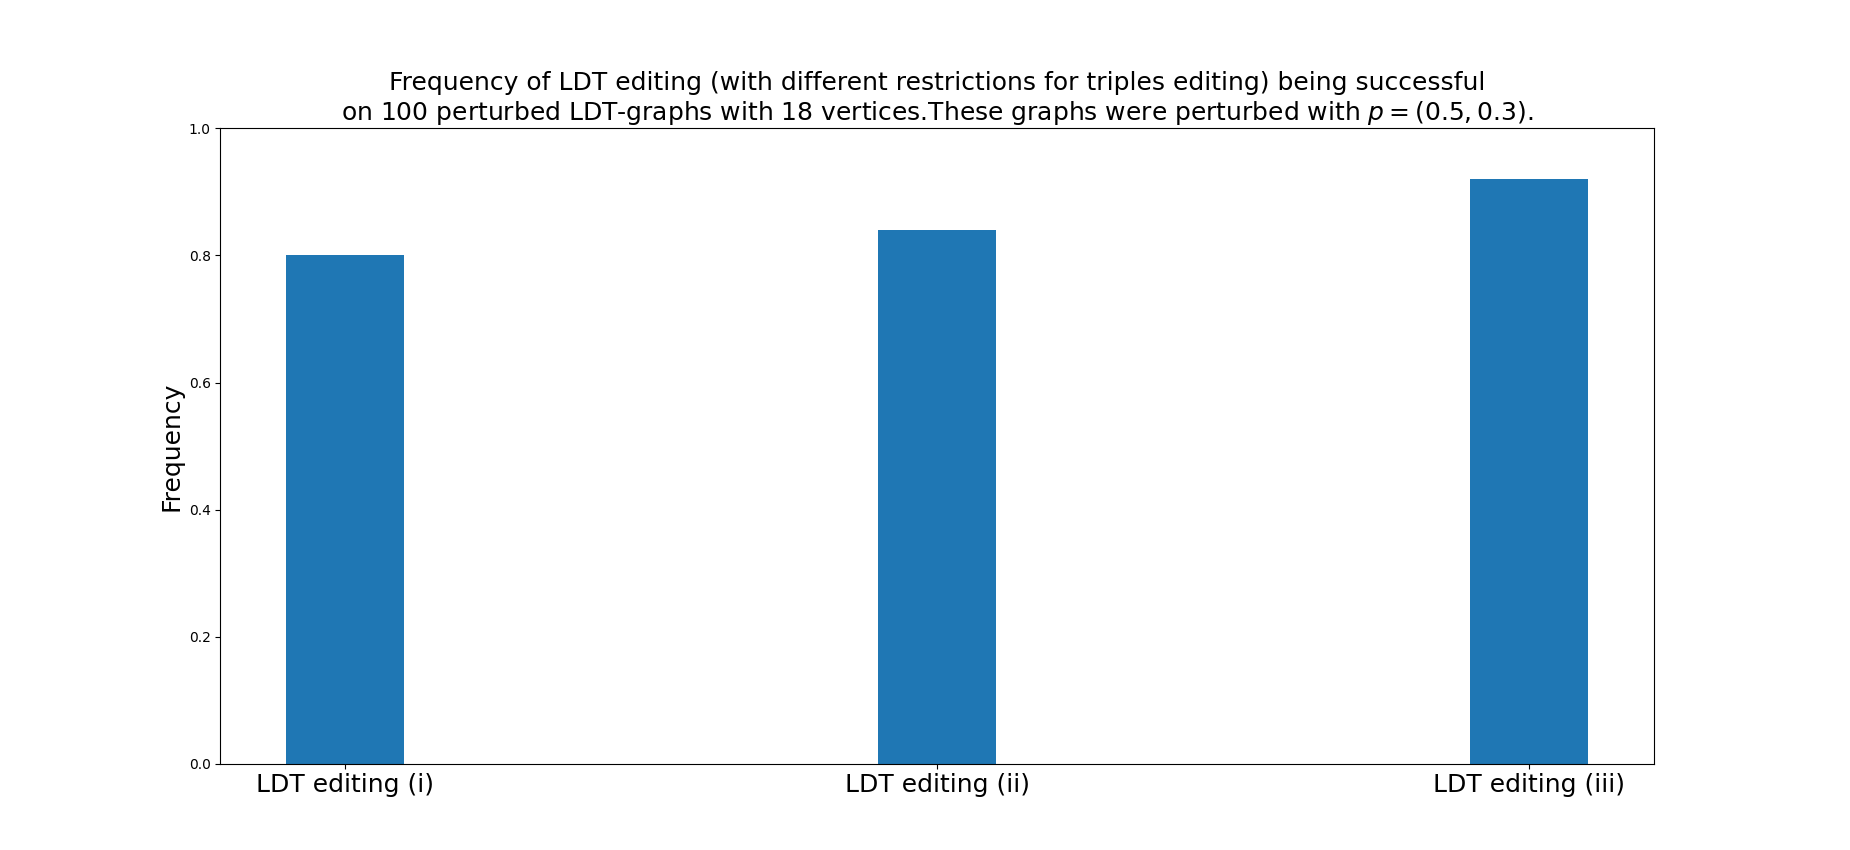 Frequency of LDT editing (with different restrictions for triples editing) being successful
on 100 perturbed LDT-graphs with 18 vertices.These graphs were perturbed with p = (0.5, 0.3).
1.0
0.8
0.6
0.4
0.2
0.0
Frequency
LDT editing (i)
LDT editing (ii)
LDT editing (iii)